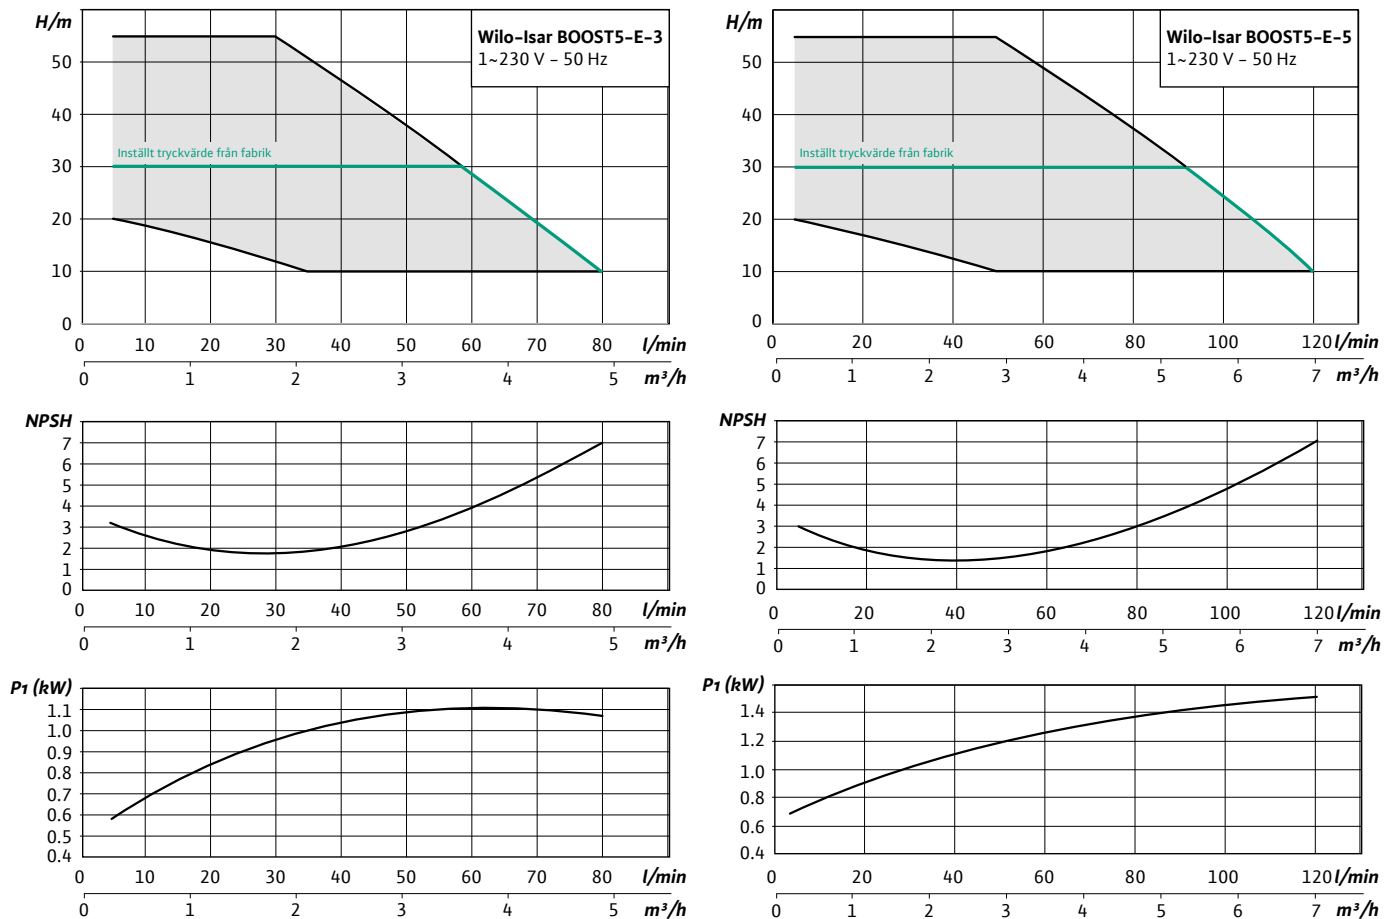 H/m
Wilo-Isar BOOST5-E-3
1~230 V - 50 Hz
50
40
Inställt tryckvärde från fabrik
30
20
10
0
0 10 20 30 40 50 60 70 80 l/min
0 1 2 3 4 5 m³/h
NPSH
7
6
5
4
3
2
1
0
0 10 20 30 40 50 60 70 80 l/min
0 1 2 3 4 5 m³/h
P1 (kW)
1.1
1.0
0.9
0.8
0.7
0.6
0.5
0.4
0 10 20 30 40 50 60 70 80 l/min
0 1 2 3 4 5 m³/h
H/m
Wilo-Isar BOOST5-E-5
1~230 V - 50 Hz
50
40
Inställt tryckvärde från fabrik
30
20
10
0
0 20 40 60 80 100 120 l/min
0 1 2 3 4 5 6 7 m³/h
NPSH
7
6
5
4
3
2
1
0
0 20 40 60 80 100 120 l/min
0 1 2 3 4 5 6 7 m³/h
P1 (kW)
1.4
1.2
1.0
0.8
0.6
0.4
0 20 40 60 80 100 120 l/min
0 1 2 3 4 5 6 7 m³/h